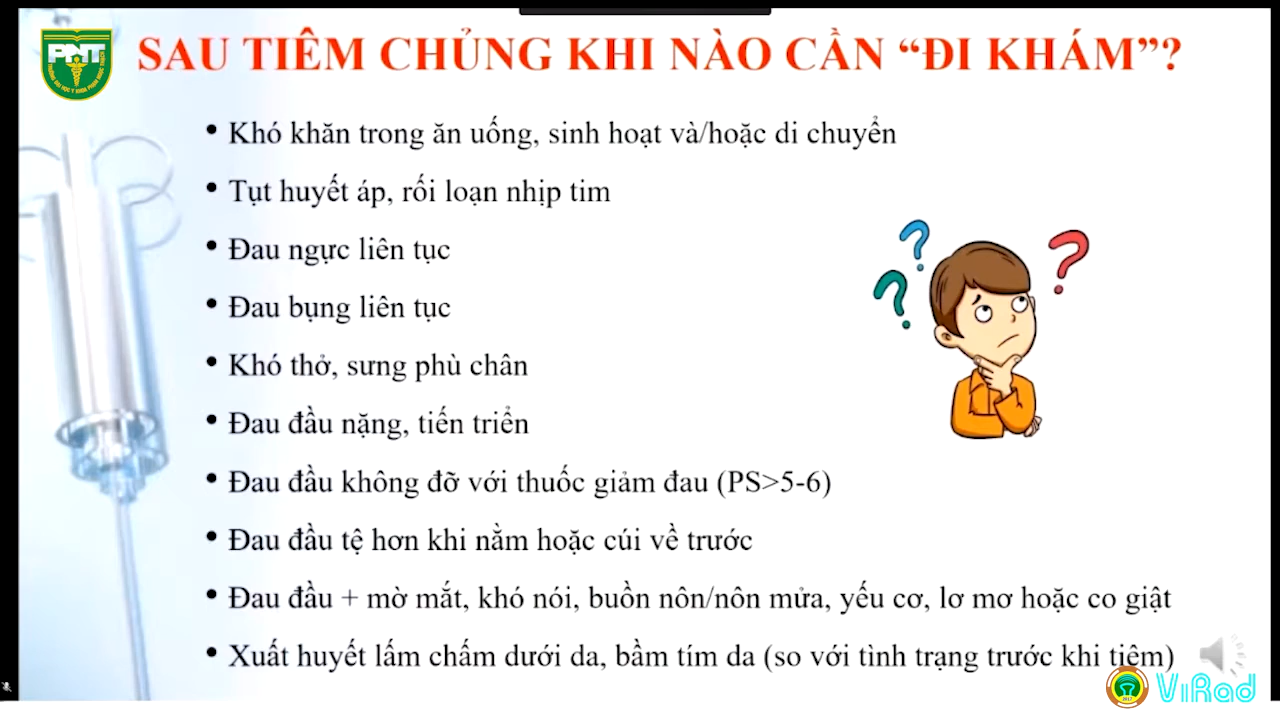 PNT
SAU TIÊM CHỦNG KHI NÀO CẦN “ĐI KHÁM”?
• Khó khăn trong ăn uống, sinh hoạt và/hoặc di chuyển
• Tụt huyết áp, rối loạn nhịp tim
• Đau ngực liên tục
• Đau bụng liên tục
• Khó thở, sưng phù chân
• Đau đầu nặng, tiến triển
• Đau đầu không đỡ với thuốc giảm đau (PS>5-6)
• Đau đầu tệ hơn khi nằm hoặc cúi về trước
• Đau đầu + mờ mắt, khó nói, buồn nôn/nôn mửa, yếu cơ, lơ mơ hoặc co giật
• Xuất huyết lấm chấm dưới da, bầm tím da (so với tình trạng trước khi tiêm)
ViRad